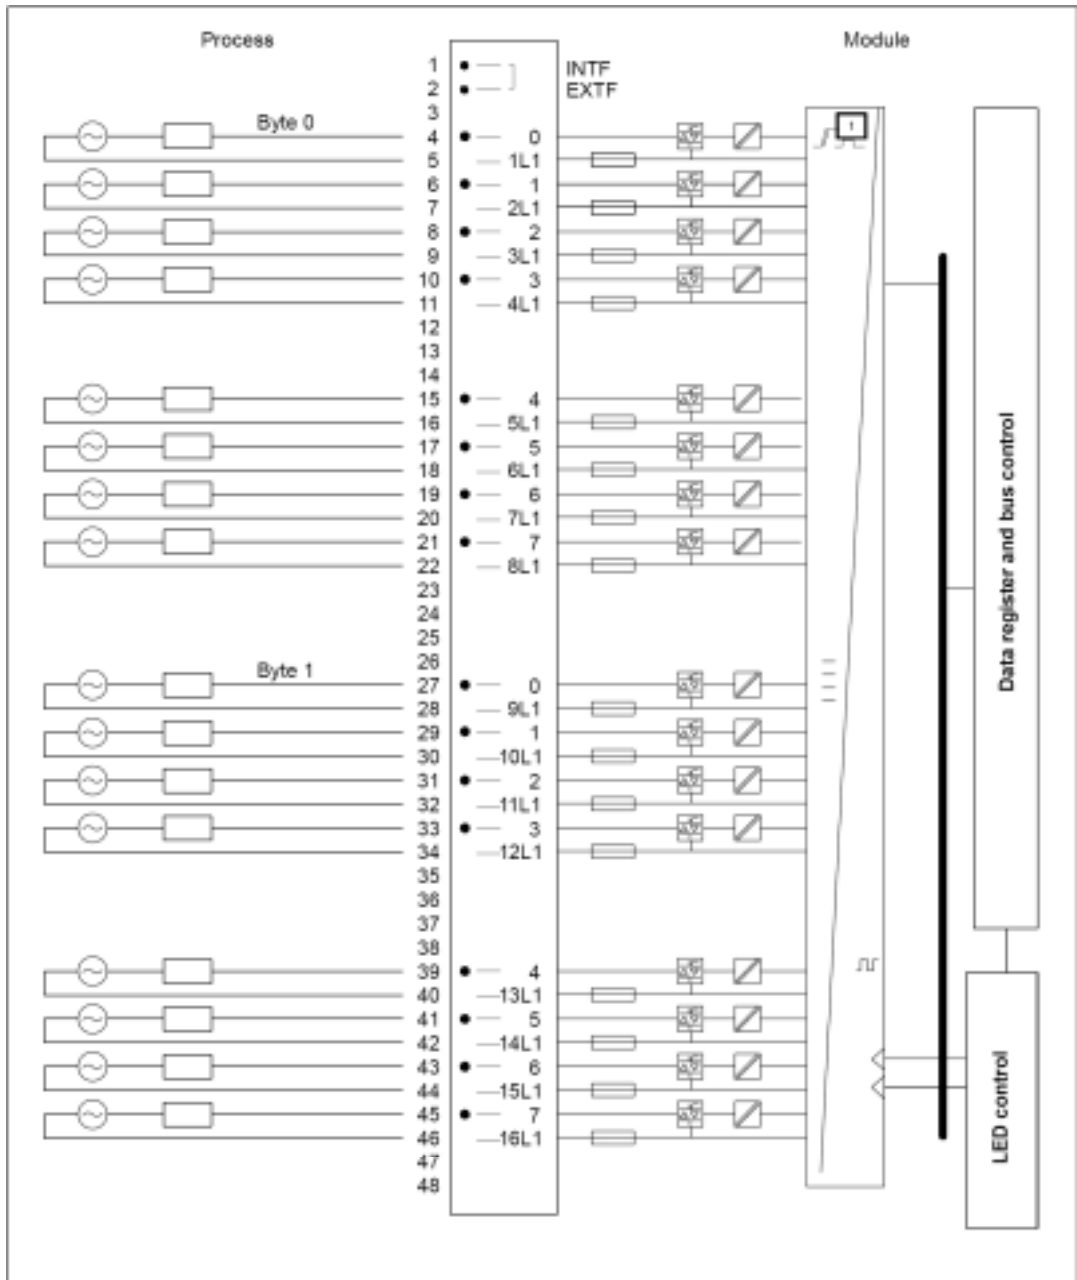 Process Module
1 INTF
2 EXTF
3
Byte 0
4 0
5 1L1
6 1
7 2L1
8 2
9 3L1
10 3
11 4L1
12
13
14
15 4
16 5L1
17 5
18 6L1
19 6
20 7L1
21 7
22 8L1
23
24
25
26
Byte 1
27 0
28 9L1
29 1
30 10L1
31 2
32 11L1
33 3
34 12L1
35
36
37
38
39 4
40 13L1
41 5
42 14L1
43 6
44 15L1
45 7
46 16L1
47
48
1
Data register and bus control
LED control